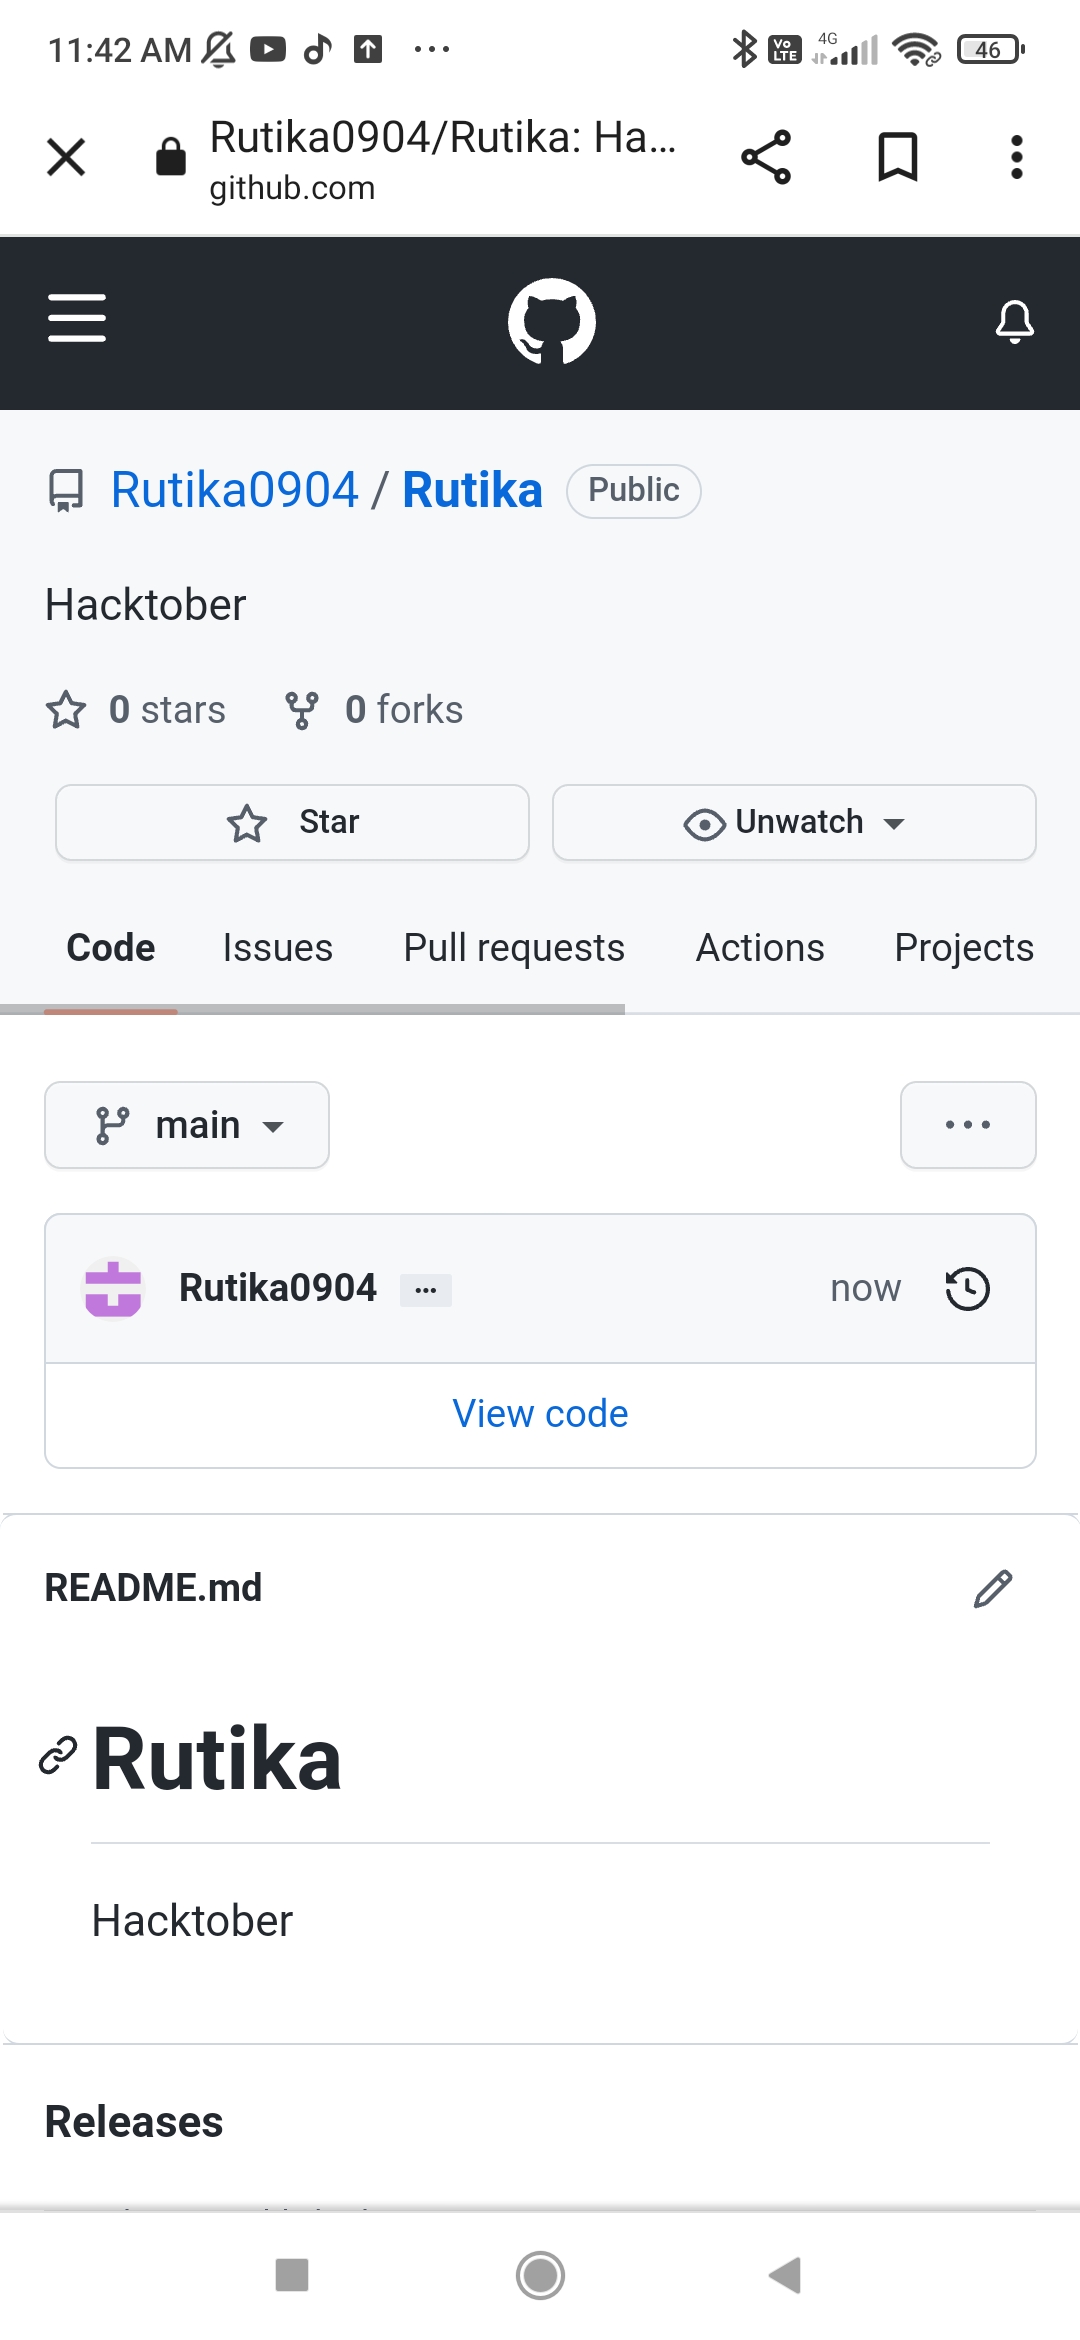 11:42 AM
Vo LTE
4G
46
Rutika0904/Rutika: Ha...
github.com
Rutika0904 / Rutika Public
Hacktober
0 stars 0 forks
Star Unwatch
Code Issues Pull requests Actions Projects
main
Rutika0904 ... now
View code
README.md
Rutika
Hacktober
Releases